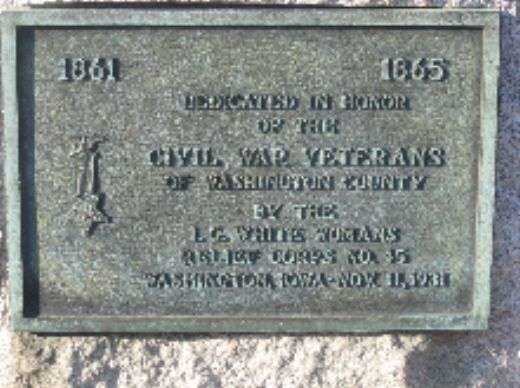 1861 1865
DEDICATED IN HONOR
OF THE
CIVIL WAR VETERANS
OF WASHINGTON COUNTY
BY THE
I. G. WHITE WOMANS
RELIEF CORPS NO. 35
WASHINGTON, IOWA - NOV. 11, 1931